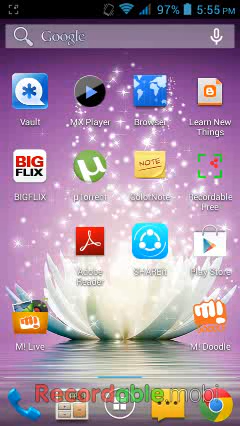 97% 5:55 PM
Google
Vault MX Player Browser Learn New Things
BIG FLIX
NOTE
BIGFLIX µTorrent ColorNote Recordable Free
Adobe Reader SHAREit Play Store
M! Live M! Doodle
Recordable.mobi